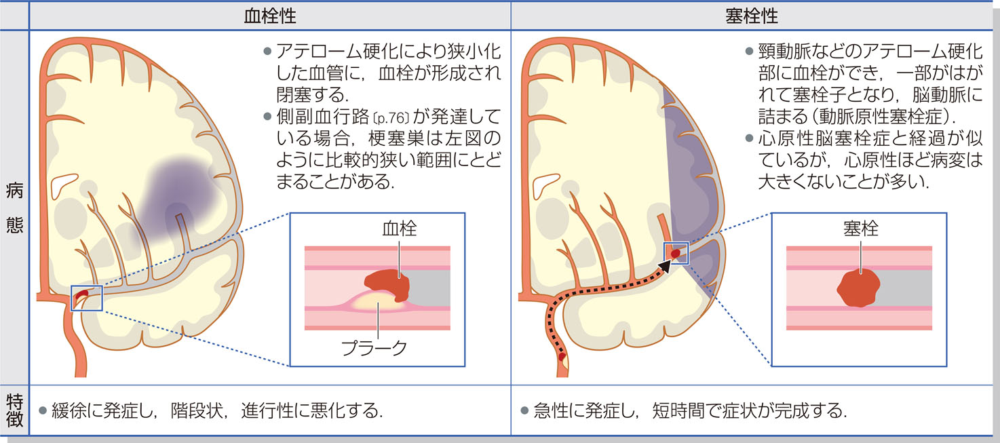 血栓性
塞栓性
病態
● アテローム硬化により狭小化
した血管に，血栓が形成され
閉塞する．
● 側副血行路〔p.76〕が発達して
いる場合，梗塞巣は左図の
ように比較的狭い範囲にとど
まることがある．
血栓
プラーク
● 頸動脈などのアテローム硬化
部に血栓ができ，一部がはが
れて塞栓子となり，脳動脈に
詰まる（動脈原性塞栓症）．
● 心原性脳塞栓症と経過が似
ているが，心原性ほど病変は
大きくないことが多い．
塞栓
特徴
● 緩徐に発症し，階段状，進行性に悪化する．
● 急性に発症し，短時間で症状が完成する．